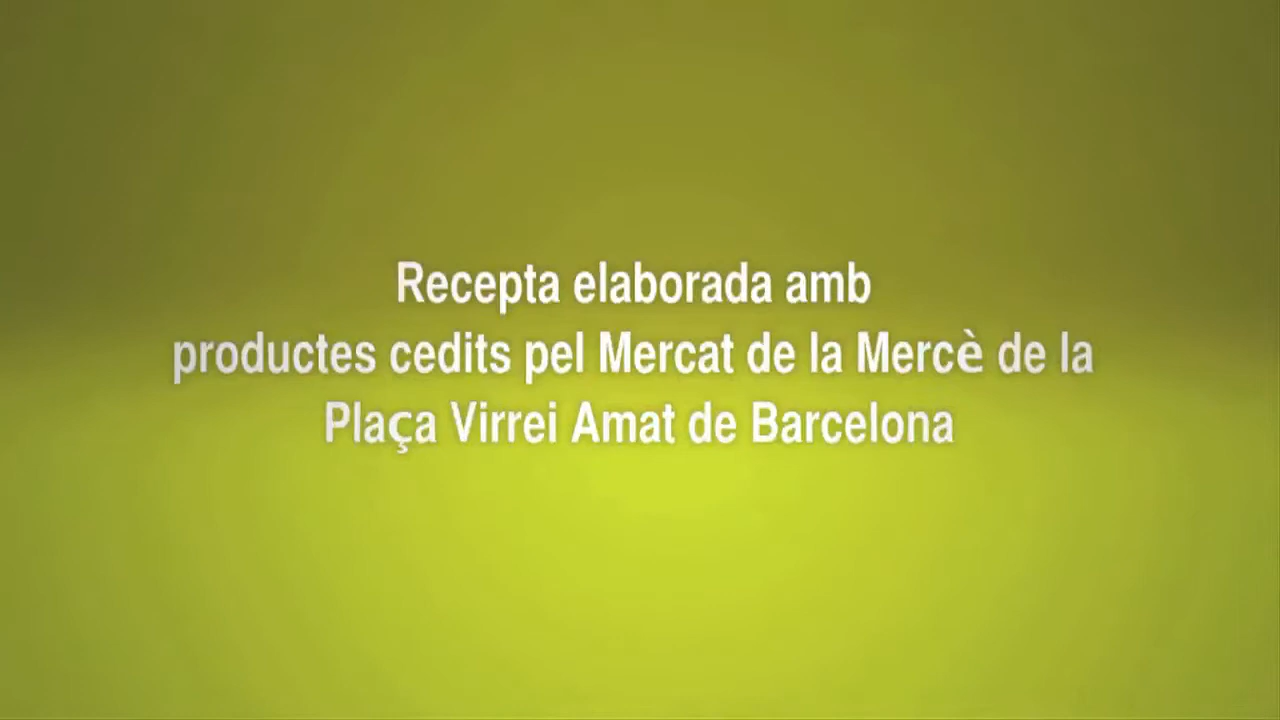 Recepta elaborada amb
productes cedits pel Mercat de la Mercè de la
Plaça Virrei Amat de Barcelona